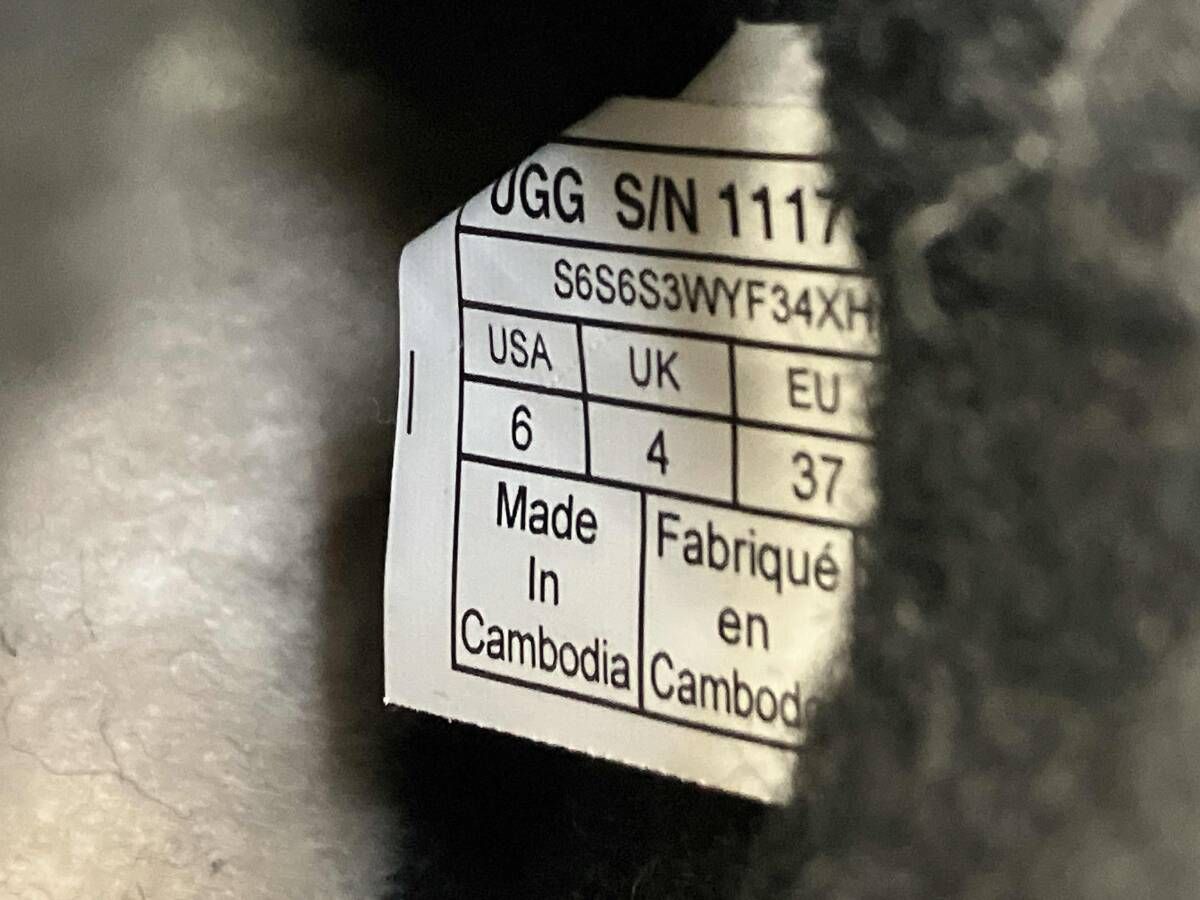 UGG S/N 1117
S6S6S3WYF34XH
USA UK EU
6 4 37
Made
In
Cambodia
Fabriqué
en